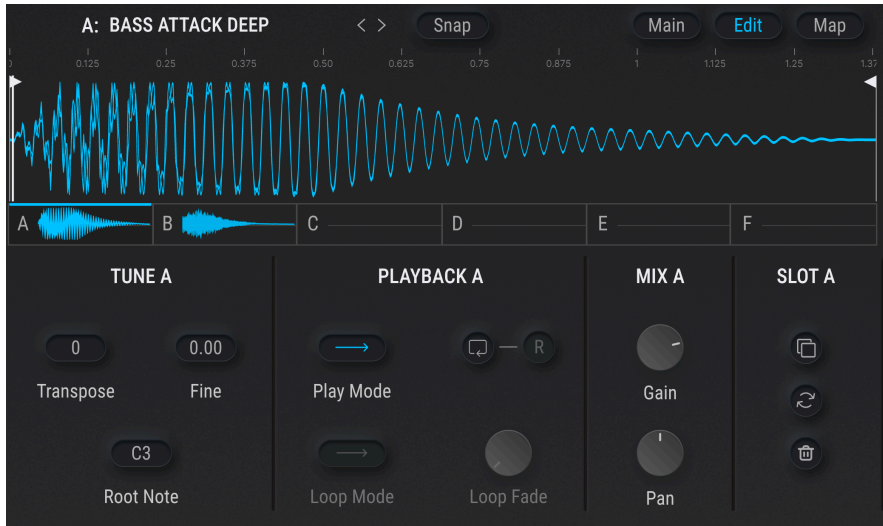 A: BASS ATTACK DEEP < > Snap Main Edit Map
0.125 0.25 0.375 0.50 0.625 0.75 0.875 1 1.125 1.25 1.37
A B C D E F
TUNE A PLAYBACK A MIX A SLOT A
0 0.00 R
Transpose Fine Play Mode Gain
C3
Root Note Loop Mode Loop Fade Pan